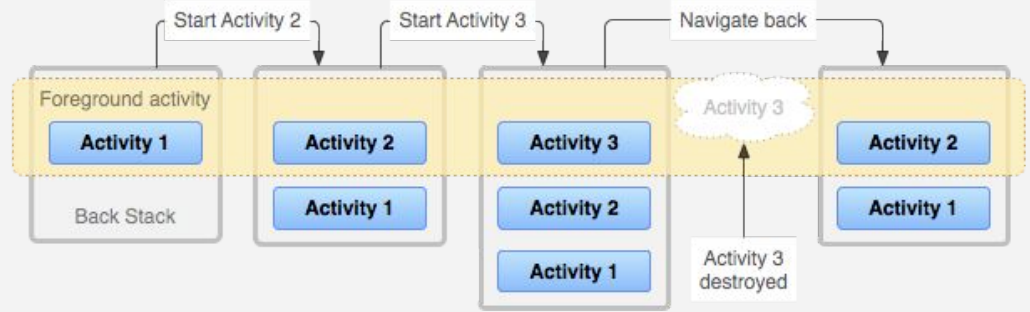 Start Activity 2
Start Activity 3
Navigate back
Foreground activity
Activity 1
Back Stack
Activity 2
Activity 1
Activity 3
Activity 2
Activity 1
Activity 3
Activity 3
destroyed
Activity 2
Activity 1